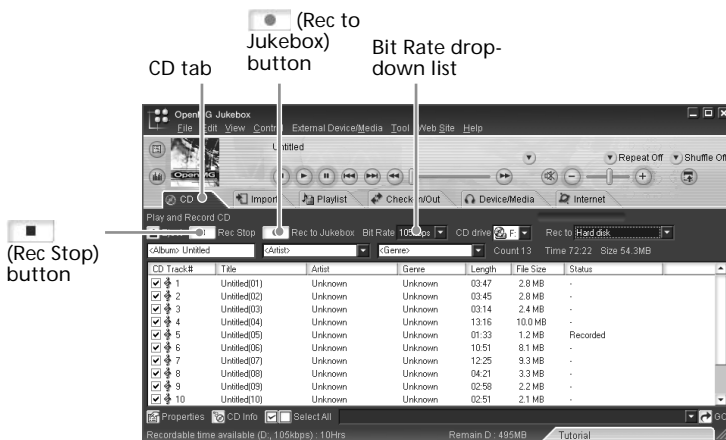 (Rec to
Jukebox)
button
Bit Rate drop-
down list
CD tab
(Rec Stop)
button
OpenMG Jukebox
File Edit View Control External Device/Media Tool Web Site Help
Untitled
Repeat Off Shuffle Off
OpenMG
CD Import Playlist Check In/Out Device/Media Internet
Play and Record CD
Rec Stop Rec to Jukebox Bit Rate 105kbps CD drive F: Rec to Hard disk
<Album> Untitled <Artist> <Genre> Count 13 Time 72:22 Size 54.3MB
CD Track# Title Artist Genre Length File Size Status
1 Untitled(01) Unknown Unknown 03:47 2.8 MB -
2 Untitled(02) Unknown Unknown 03:45 2.8 MB -
3 Untitled(03) Unknown Unknown 03:14 2.4 MB -
4 Untitled(04) Unknown Unknown 13:16 10.0 MB -
5 Untitled(05) Unknown Unknown 01:33 1.2 MB Recorded
6 Untitled(06) Unknown Unknown 10:51 8.1 MB -
7 Untitled(07) Unknown Unknown 12:25 9.3 MB -
8 Untitled(08) Unknown Unknown 04:21 3.3 MB -
9 Untitled(09) Unknown Unknown 02:58 2.2 MB -
10 Untitled(10) Unknown Unknown 02:51 2.1 MB -
Properties CD Info Select All GO
Recordable time available (D:, 105kbps) : 10Hrs Remain D : 495MB Tutorial